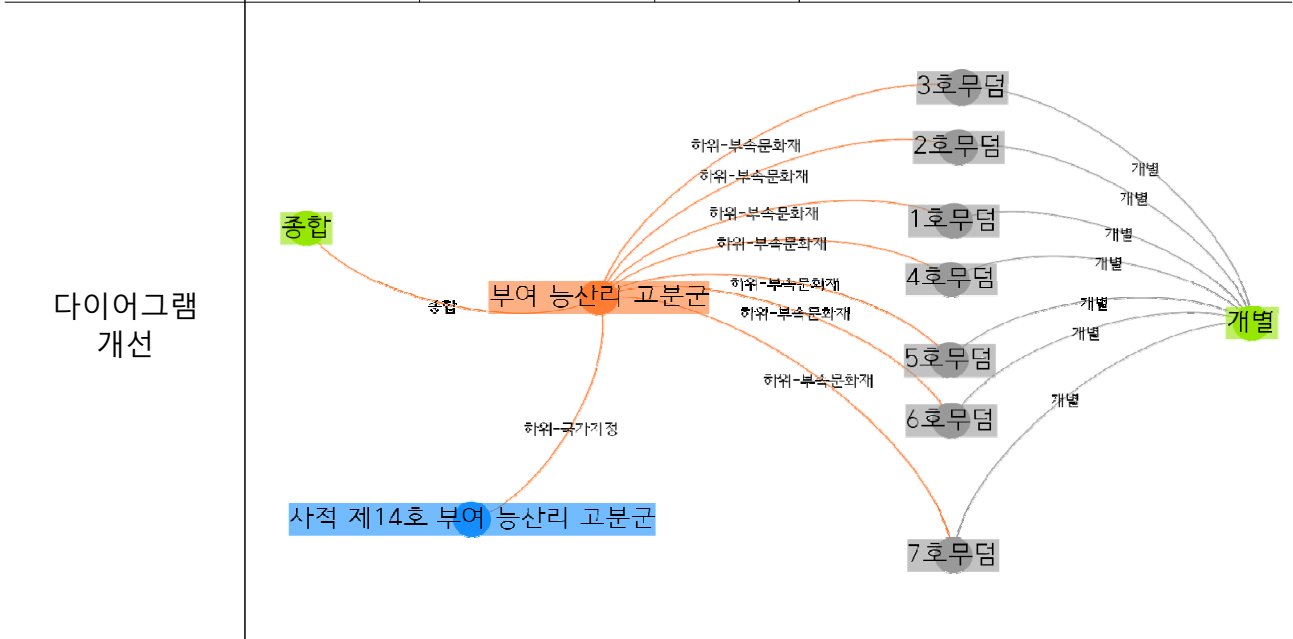 다이어그램
개선
3호무덤
하위-부속문화재
2호무덤
개별
하위-부속문화재
개별
종합
하위-부속문화재
1호무덤
개별
하위-부속문화재
4호무덤
개별
부여 능산리 고분군
하위-부속문화재
종합
하위-부속문화재
개별
개별
개별
5호무덤
하위-부속문화재
개별
6호무덤
하위-국가지정
사적 제14호 부여 능산리 고분군
7호무덤